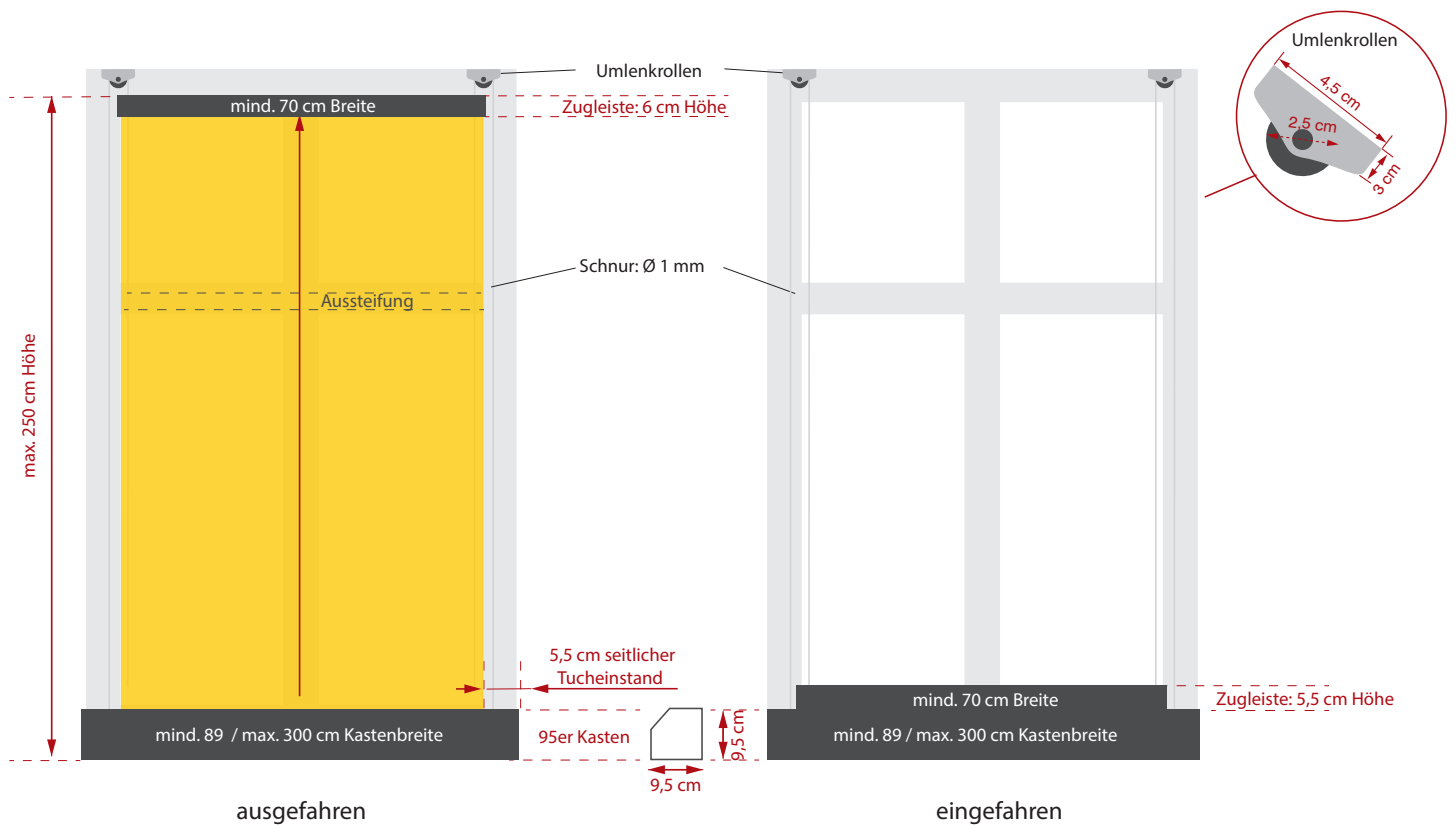 Umlenkrollen
Umlenkrollen
4,5 cm
2,5 cm
3 cm
mind. 70 cm Breite
Zugleiste: 6 cm Höhe
Schnur: Ø 1 mm
Aussteifung
max. 250 cm Höhe
5,5 cm seitlicher
Tucheinstand
mind. 70 cm Breite
Zugleiste: 5,5 cm Höhe
mind. 89 / max. 300 cm Kastenbreite
95er Kasten
9,5 cm
9,5 cm
mind. 89 / max. 300 cm Kastenbreite
ausgefahren
eingefahren